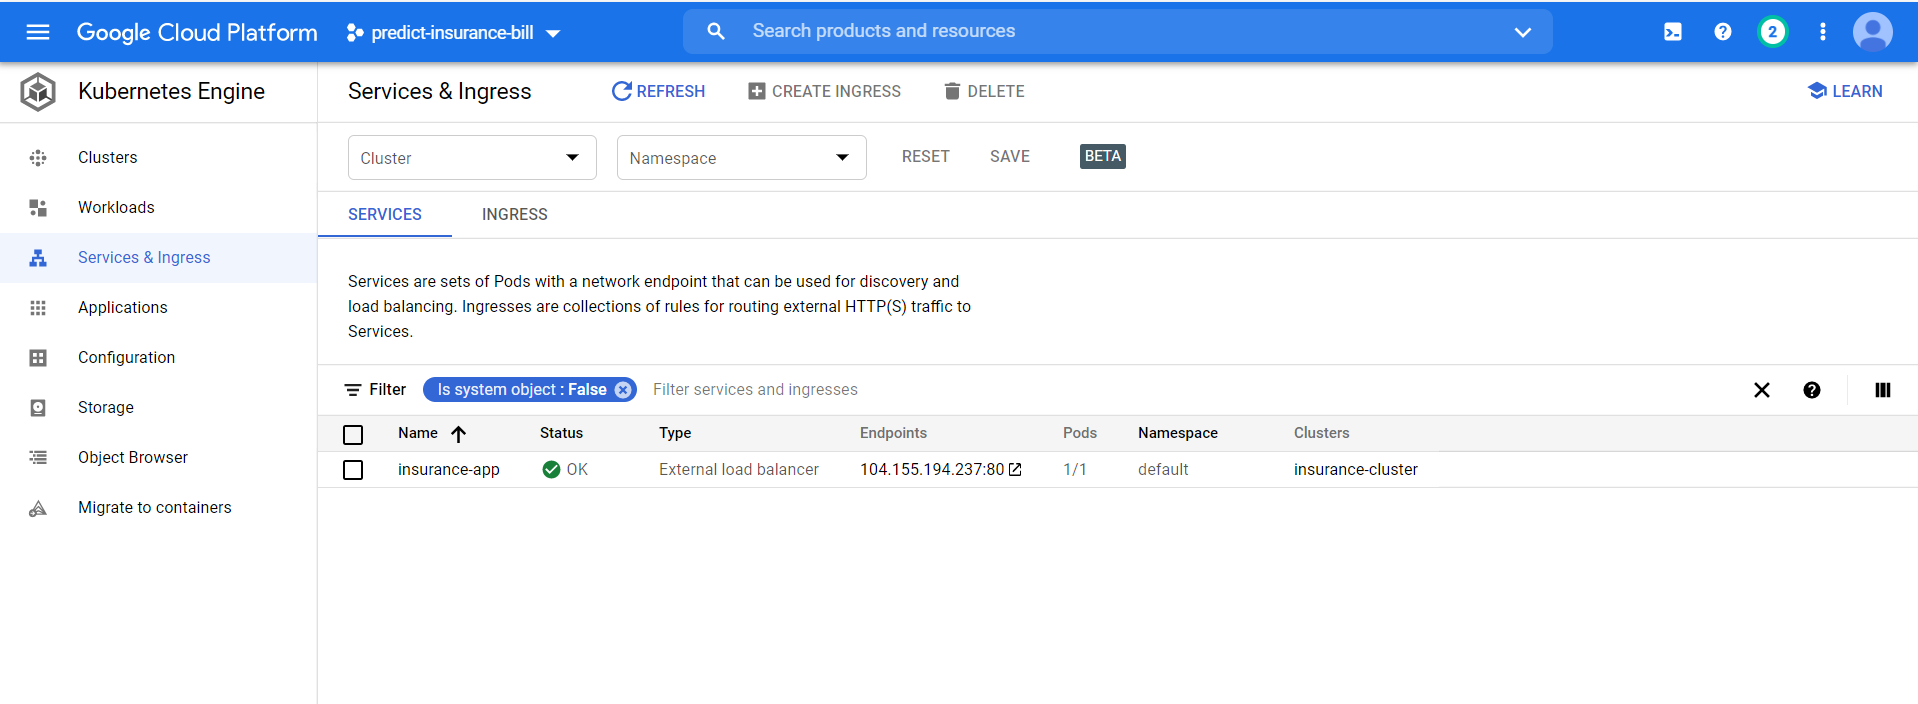 Google Cloud Platform
predict-insurance-bill
Search products and resources
2
Kubernetes Engine
Services & Ingress
REFRESH
CREATE INGRESS
DELETE
LEARN
Clusters
Workloads
Services & Ingress
Applications
Configuration
Storage
Object Browser
Migrate to containers
Cluster
Namespace
RESET
SAVE
BETA
SERVICES
INGRESS
Services are sets of Pods with a network endpoint that can be used for discovery and
load balancing. Ingresses are collections of rules for routing external HTTP(S) traffic to
Services.
Filter
Is system object : False
Filter services and ingresses
Name Status Type Endpoints Pods Namespace Clusters
insurance-app OK External load balancer 104.155.194.237:80 1/1 default insurance-cluster